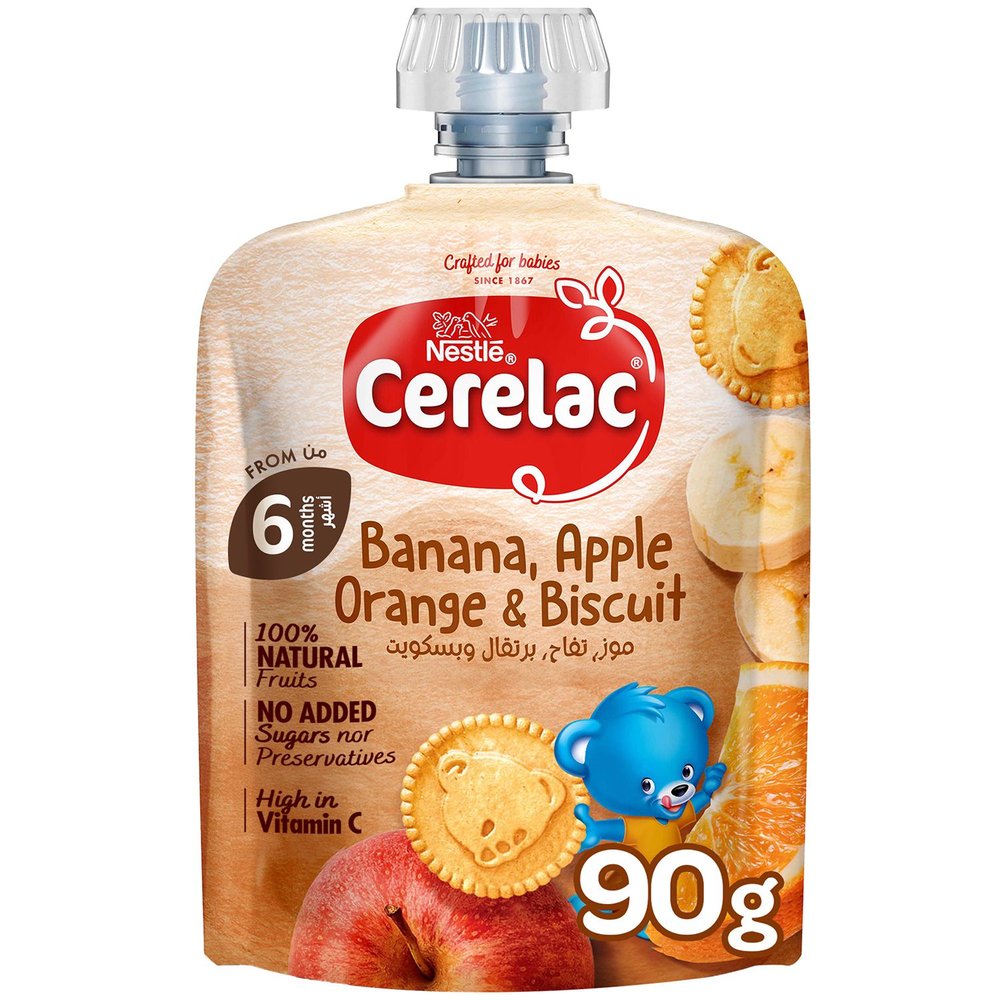 Crafted for babies
SINCE 1867
Nestlé®
Cerelac®
FROM من
6 months أشهر
Banana, Apple
Orange & Biscuit
موز، تفاح، برتقال وبسكويت
100%
NATURAL
Fruits
NO ADDED
Sugars nor
Preservatives
High in
Vitamin C
90g